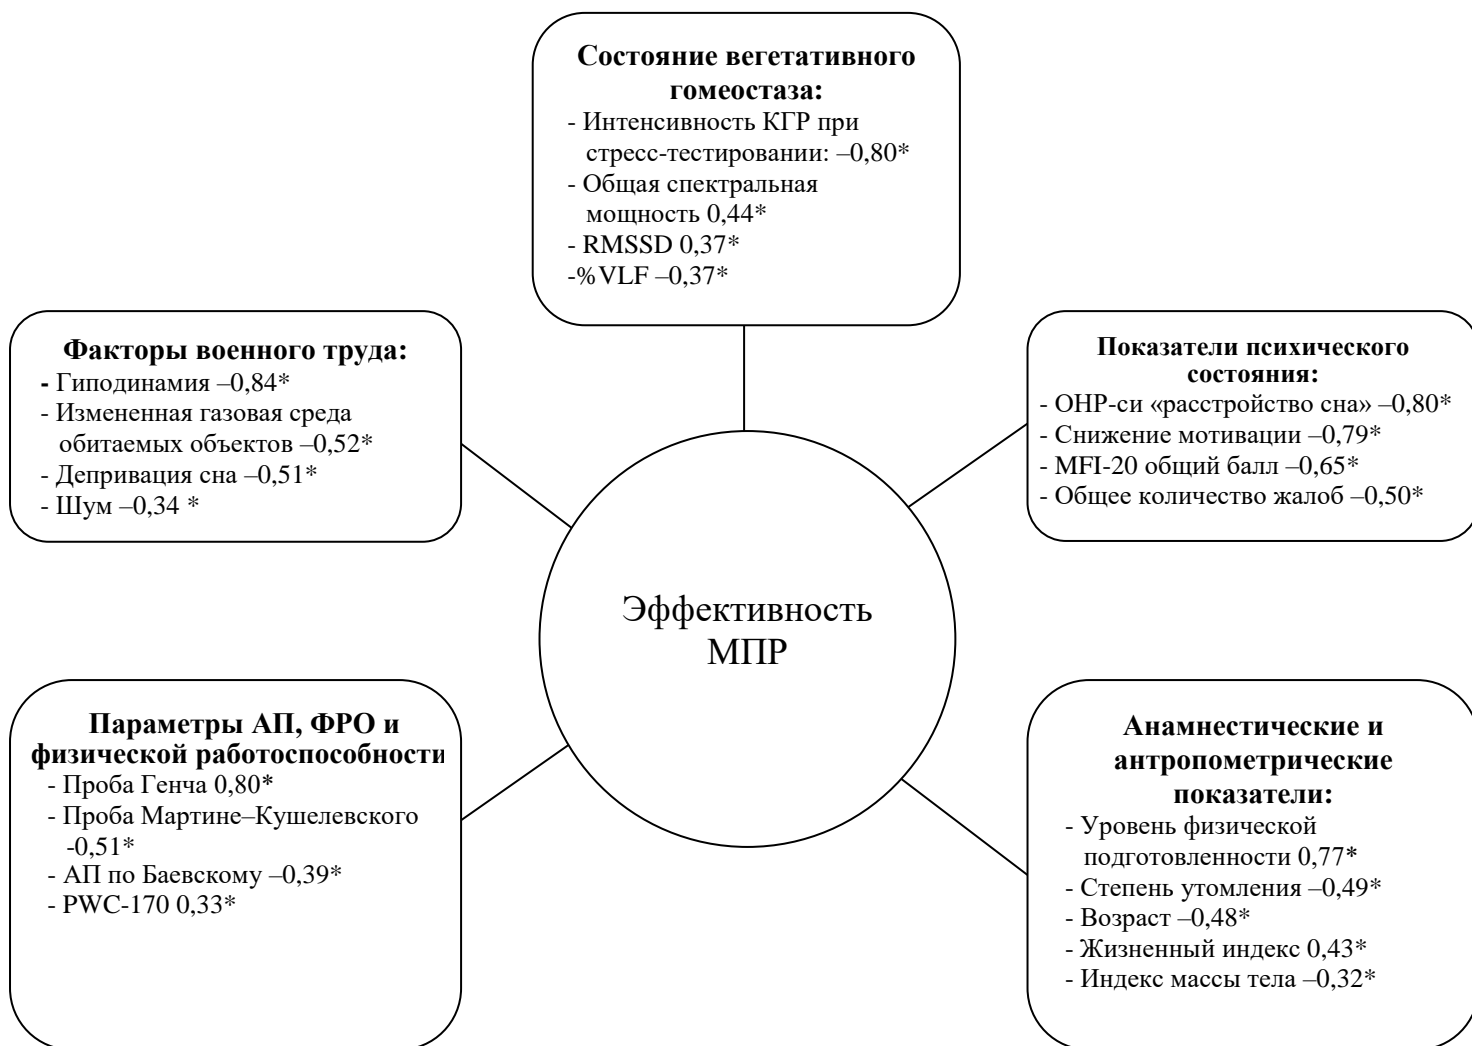 Состояние вегетативного
гомеостаза:
- Интенсивность КГР при
стресс-тестировании: –0,80*
- Общая спектральная
мощность 0,44*
- RMSSD 0,37*
-%VLF –0,37*
Факторы военного труда:
- Гиподинамия –0,84*
- Измененная газовая среда
обитаемых объектов –0,52*
- Депривация сна –0,51*
- Шум –0,34 *
Показатели психического
состояния:
- ОНР-си «расстройство сна» –0,80*
- Снижение мотивации –0,79*
- MFI-20 общий балл –0,65*
- Общее количество жалоб –0,50*
Эффективность
МПР
Параметры АП, ФРО и
физической работоспособности
- Проба Генча 0,80*
- Проба Мартине–Кушелевского
-0,51*
- АП по Баевскому –0,39*
- PWC-170 0,33*
Анамнестические и
антропометрические
показатели:
- Уровень физической
подготовленности 0,77*
- Степень утомления –0,49*
- Возраст –0,48*
- Жизненный индекс 0,43*
- Индекс массы тела –0,32*